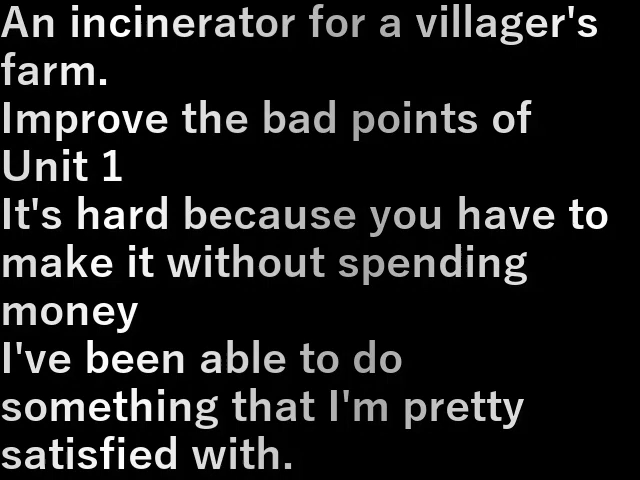 An incinerator for a villager's
farm.
Improve the bad points of
Unit 1
It's hard because you have to
make it without spending
money
I've been able to do
something that I'm pretty
satisfied with.